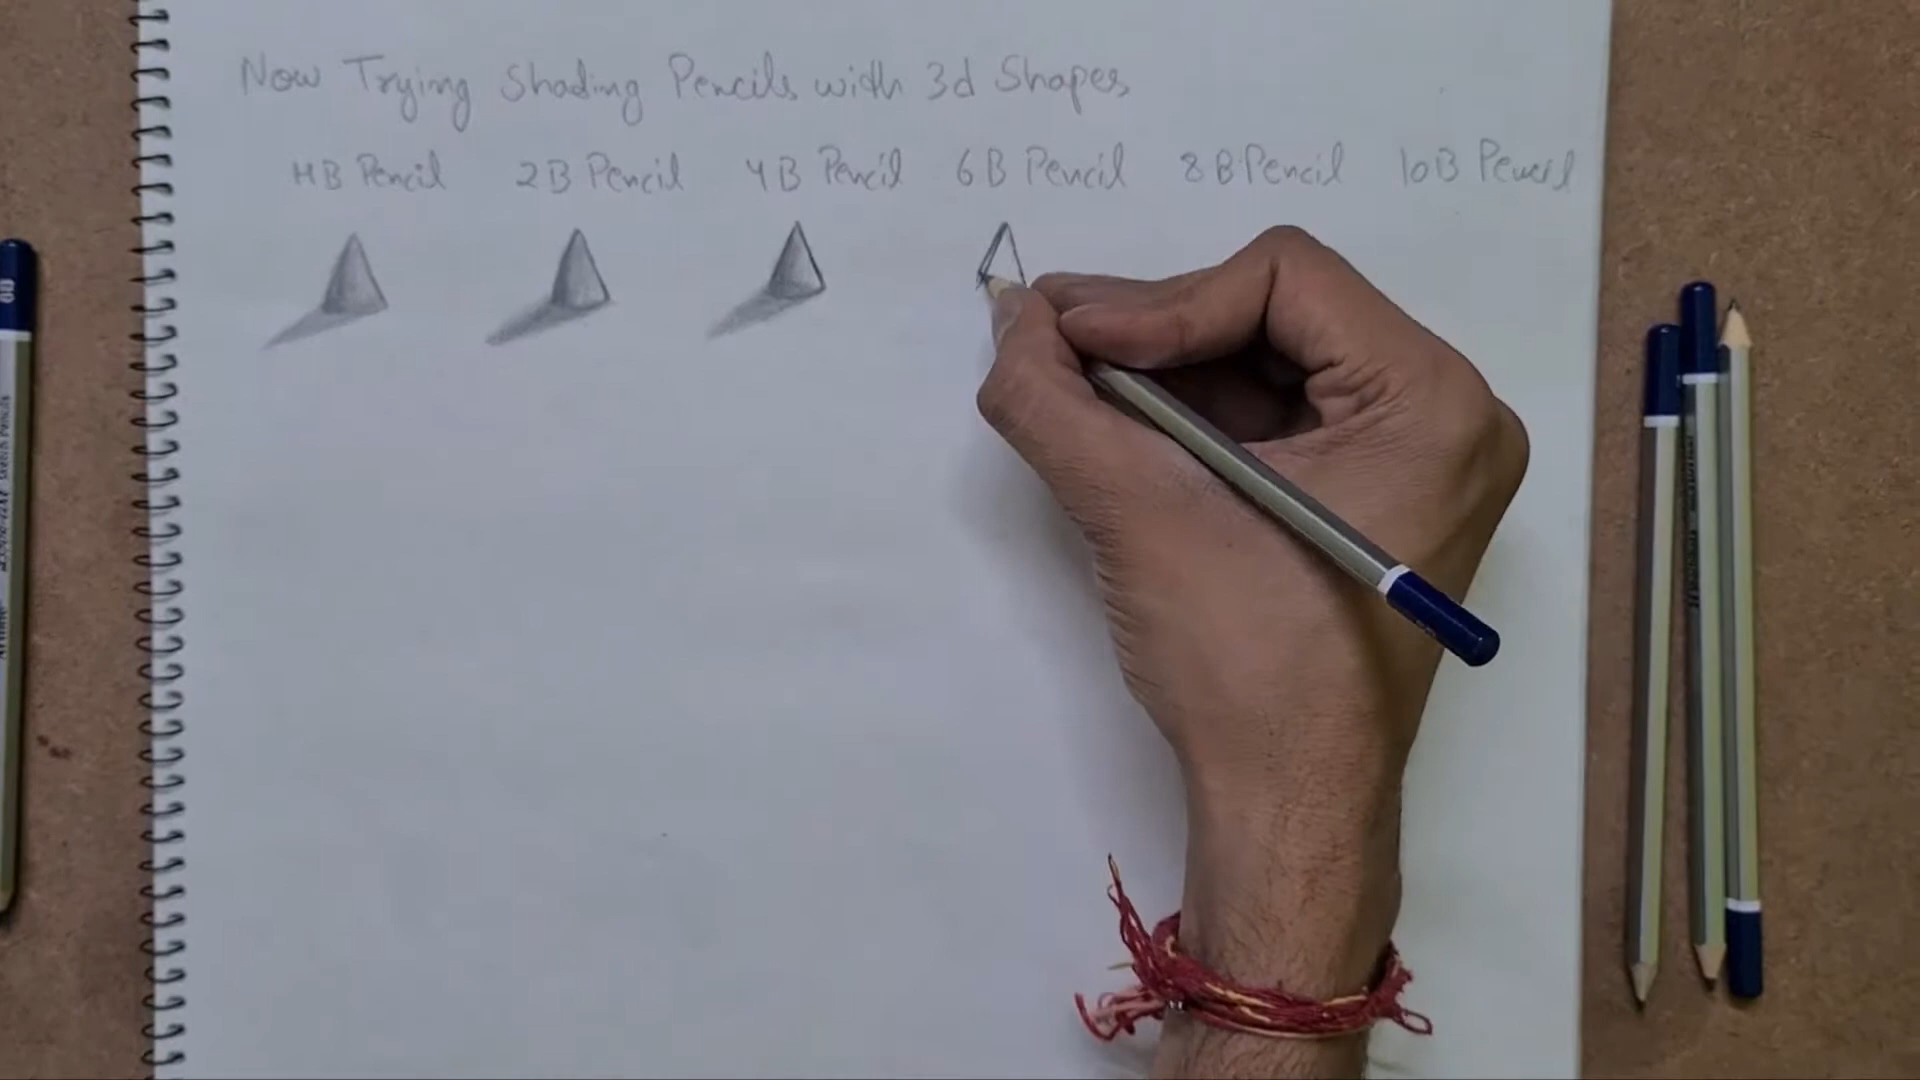 Now Trying Shading Pencils with 3d Shapes
HB Pencil 2B Pencil 4B Pencil 6B Pencil 8B Pencil 10B Pencil